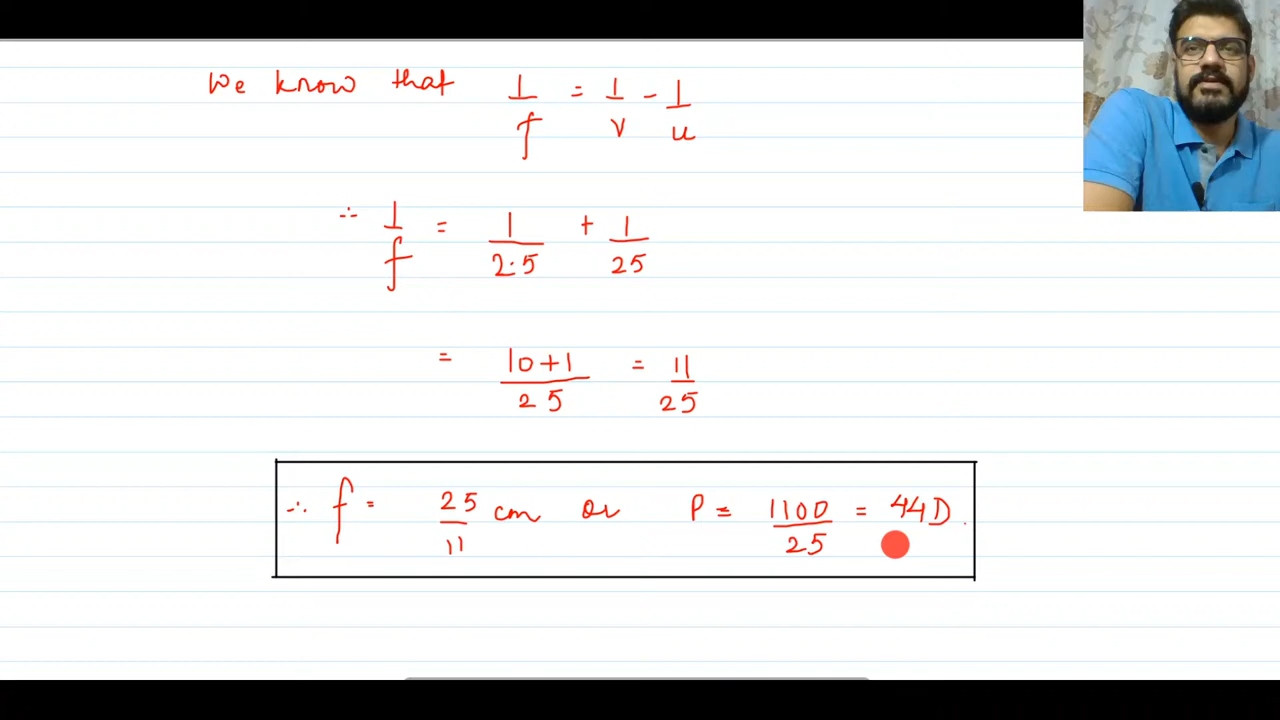 We know that 1/f = 1/v - 1/u
∴ 1/f = 1/2.5 + 1/25
= 10+1/25 = 11/25
∴ f = 25/11 cm or P = 1100/25 = 44D.